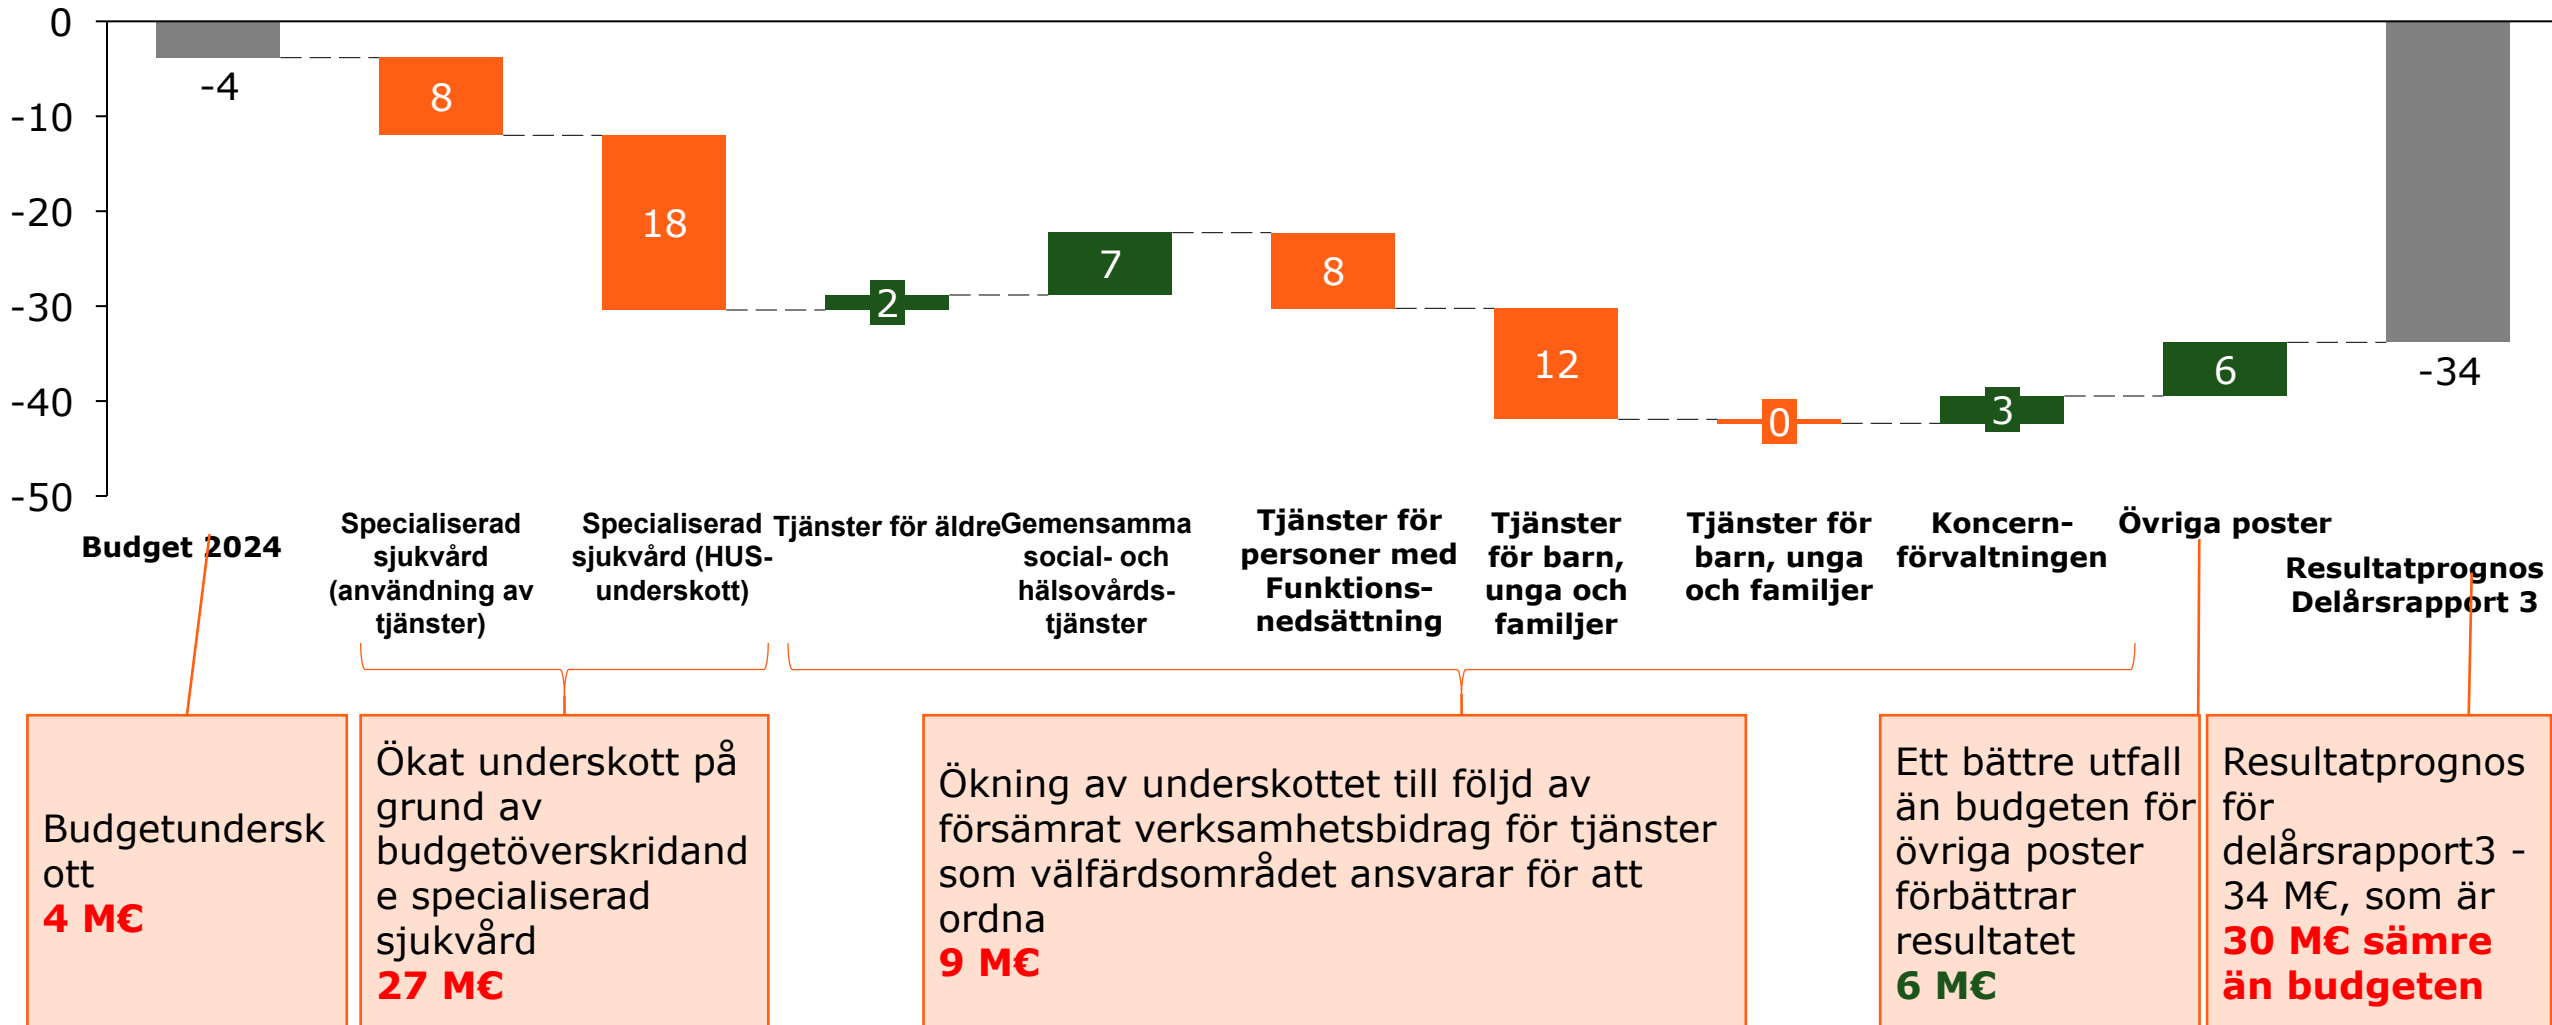 0
-10
-20
-30
-40
-50
-4
8
18
2
7
8
12
0
3
6
-34
Budget 2024
Specialiserad
sjukvård
(användning av
tjänster)
Specialiserad
sjukvård (HUS-
underskott)
Tjänster för äldre
Gemensamma
social- och
hälsovårds-
tjänster
Tjänster för
personer med
Funktions-
nedsättning
Tjänster
för barn,
unga och
familjer
Tjänster för
barn, unga
och familjer
Koncern-
förvaltningen
Övriga poster
Resultatprognos
Delårsrapport 3
Budgetundersk
ott
4 M€
Ökat underskott på
grund av
budgetöverskridand
e specialiserad
sjukvård
27 M€
Ökning av underskottet till följd av
försämrat verksamhetsbidrag för tjänster
som välfärdsområdet ansvarar för att
ordna
9 M€
Ett bättre utfall
än budgeten för
övriga poster
förbättrar
resultatet
6 M€
Resultatprognos
för
delårsrapport3 -
34 M€, som är
30 M€ sämre
än budgeten